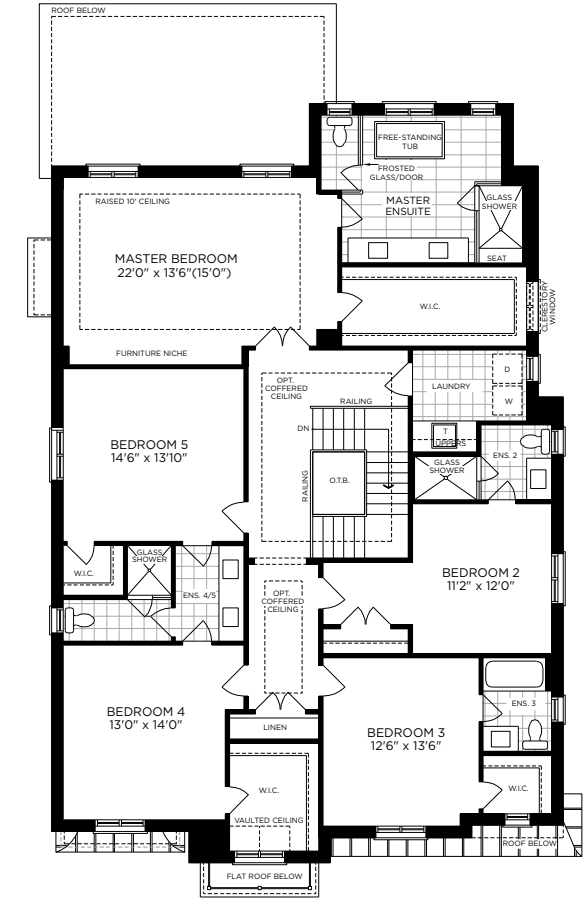 ROOF BELOW
FREE-STANDING
TUB
FROSTED
GLASS/DOOR
RAISED 10' CEILING
MASTER
ENSUITE
GLASS
SHOWER
SEAT
MASTER BEDROOM
22'0" x 13'6"(15'0")
W.I.C.
CLERESTORY
WINDOW
FURNITURE NICHE
OPT.
COFFERED
CEILING
LAUNDRY
D
W
RAILING
DN
T
UPPERS
BEDROOM 5
14'6" x 13'10"
ENS. 2
GLASS
SHOWER
O.T.B.
RAILING
GLASS
SHOWER
W.I.C.
ENS. 4/5
OPT.
COFFERED
CEILING
BEDROOM 2
11'2" x 12'0"
BEDROOM 4
13'0" x 14'0"
LINEN
BEDROOM 3
12'6" x 13'6"
ENS. 3
W.I.C.
VAULTED CEILING
W.I.C.
ROOF BELOW
FLAT ROOF BELOW